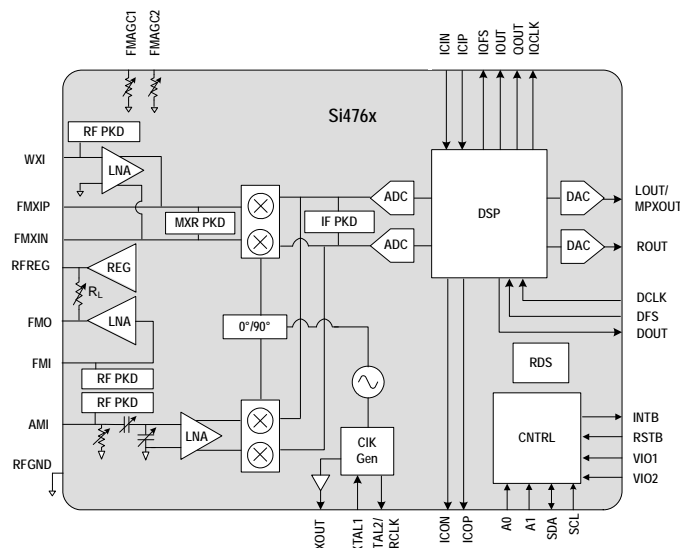 FMAGC1
FMAGC2
ICIN
ICIP
IQFS
IOUT
QOUT
IQCLK
Si476x
RF PKD
WXI
LNA
FMXIP
MXR PKD
FMXIN
IF PKD
ADC
ADC
DSP
DAC
LOUT/
MPXOUT
DAC
ROUT
RFREG
REG
RL
FMO
LNA
DCLK
DFS
DOUT
0°/90°
FMI
RF PKD
RF PKD
RDS
AMI
LNA
ClK
Gen
CNTRL
INTB
RSTB
VIO1
VIO2
RFGND
XOUT
XTAL1
TAL2/
RCLK
ICON
ICOP
A0
A1
SDA
SCL